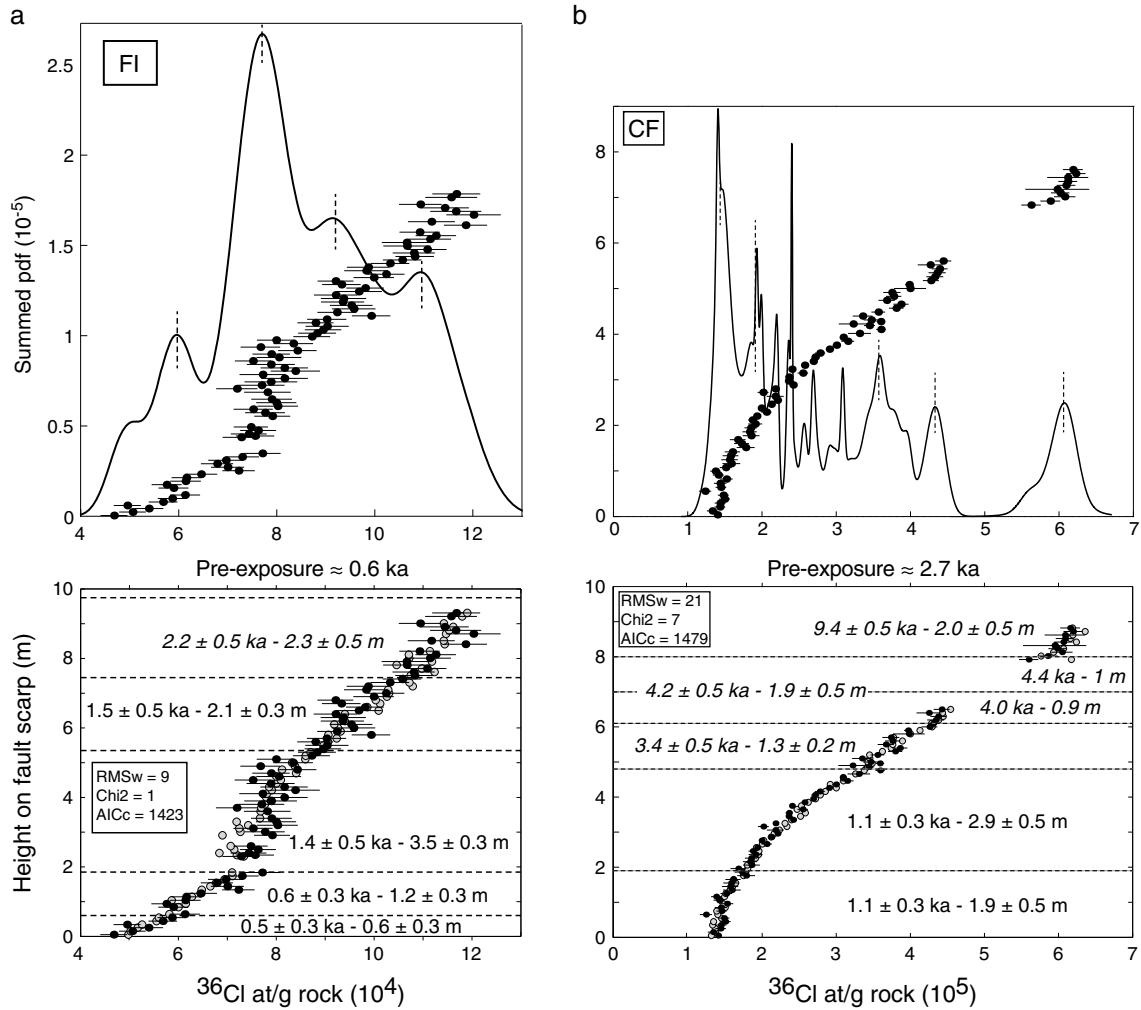 a
FI
Summed pdf (10⁻⁵)
2.5
2
1.5
1
0.5
0
4 6 8 10 12
Pre-exposure ≈ 0.6 ka
Height on fault scarp (m)
10
8
6
4
2
0
2.2 ± 0.5 ka - 2.3 ± 0.5 m
1.5 ± 0.5 ka - 2.1 ± 0.3 m
RMSw = 9
Chi2 = 1
AICc = 1423
1.4 ± 0.5 ka - 3.5 ± 0.3 m
0.6 ± 0.3 ka - 1.2 ± 0.3 m
0.5 ± 0.3 ka - 0.6 ± 0.3 m
4 6 8 10 12
³⁶Cl at/g rock (10⁴)
b
CF
8
6
4
2
0
0 1 2 3 4 5 6 7
Pre-exposure ≈ 2.7 ka
10
8
6
4
2
0
RMSw = 21
Chi2 = 7
AICc = 1479
9.4 ± 0.5 ka - 2.0 ± 0.5 m
4.4 ka - 1 m
4.2 ± 0.5 ka - 1.9 ± 0.5 m
4.0 ka - 0.9 m
3.4 ± 0.5 ka - 1.3 ± 0.2 m
1.1 ± 0.3 ka - 2.9 ± 0.5 m
1.1 ± 0.3 ka - 1.9 ± 0.5 m
0 1 2 3 4 5 6 7
³⁶Cl at/g rock (10⁵)